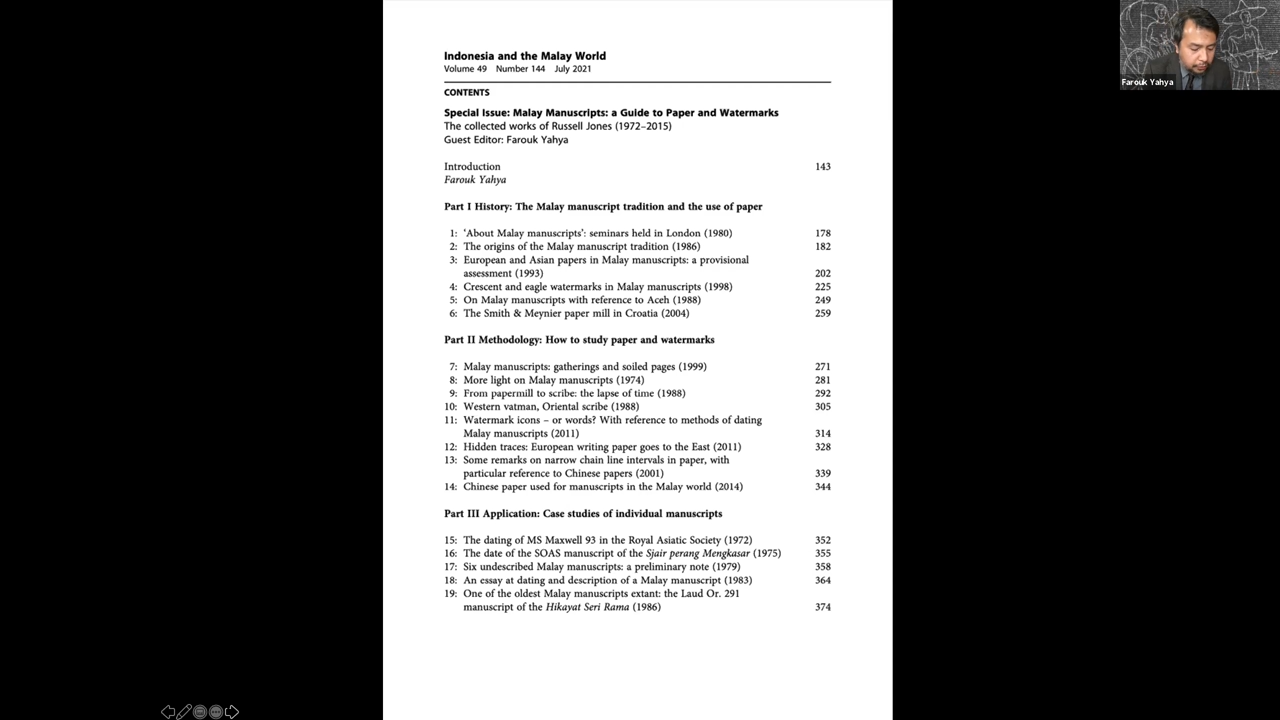 Indonesia and the Malay World
Volume 49 Number 144 July 2021
CONTENTS
Special Issue: Malay Manuscripts: a Guide to Paper and Watermarks
The collected works of Russell Jones (1972–2015)
Guest Editor: Farouk Yahya
Introduction 143
Farouk Yahya
Part I History: The Malay manuscript tradition and the use of paper
1: 'About Malay manuscripts': seminars held in London (1980) 178
2: The origins of the Malay manuscript tradition (1986) 182
3: European and Asian papers in Malay manuscripts: a provisional
assessment (1993) 202
4: Crescent and eagle watermarks in Malay manuscripts (1998) 225
5: On Malay manuscripts with reference to Aceh (1988) 249
6: The Smith & Meynier paper mill in Croatia (2004) 259
Part II Methodology: How to study paper and watermarks
7: Malay manuscripts: gatherings and soiled pages (1999) 271
8: More light on Malay manuscripts (1974) 281
9: From papermill to scribe: the lapse of time (1988) 292
10: Western vatman, Oriental scribe (1988) 305
11: Watermark icons – or words? With reference to methods of dating
Malay manuscripts (2011) 314
12: Hidden traces: European writing paper goes to the East (2011) 328
13: Some remarks on narrow chain line intervals in paper, with
particular reference to Chinese papers (2001) 339
14: Chinese paper used for manuscripts in the Malay world (2014) 344
Part III Application: Case studies of individual manuscripts
15: The dating of MS Maxwell 93 in the Royal Asiatic Society (1972) 352
16: The date of the SOAS manuscript of the Sjair perang Mengkasar (1975) 355
17: Six undescribed Malay manuscripts: a preliminary note (1979) 358
18: An essay at dating and description of a Malay manuscript (1983) 364
19: One of the oldest Malay manuscripts extant: the Laud Or. 291
manuscript of the Hikayat Seri Rama (1986) 374
Farouk Yahya